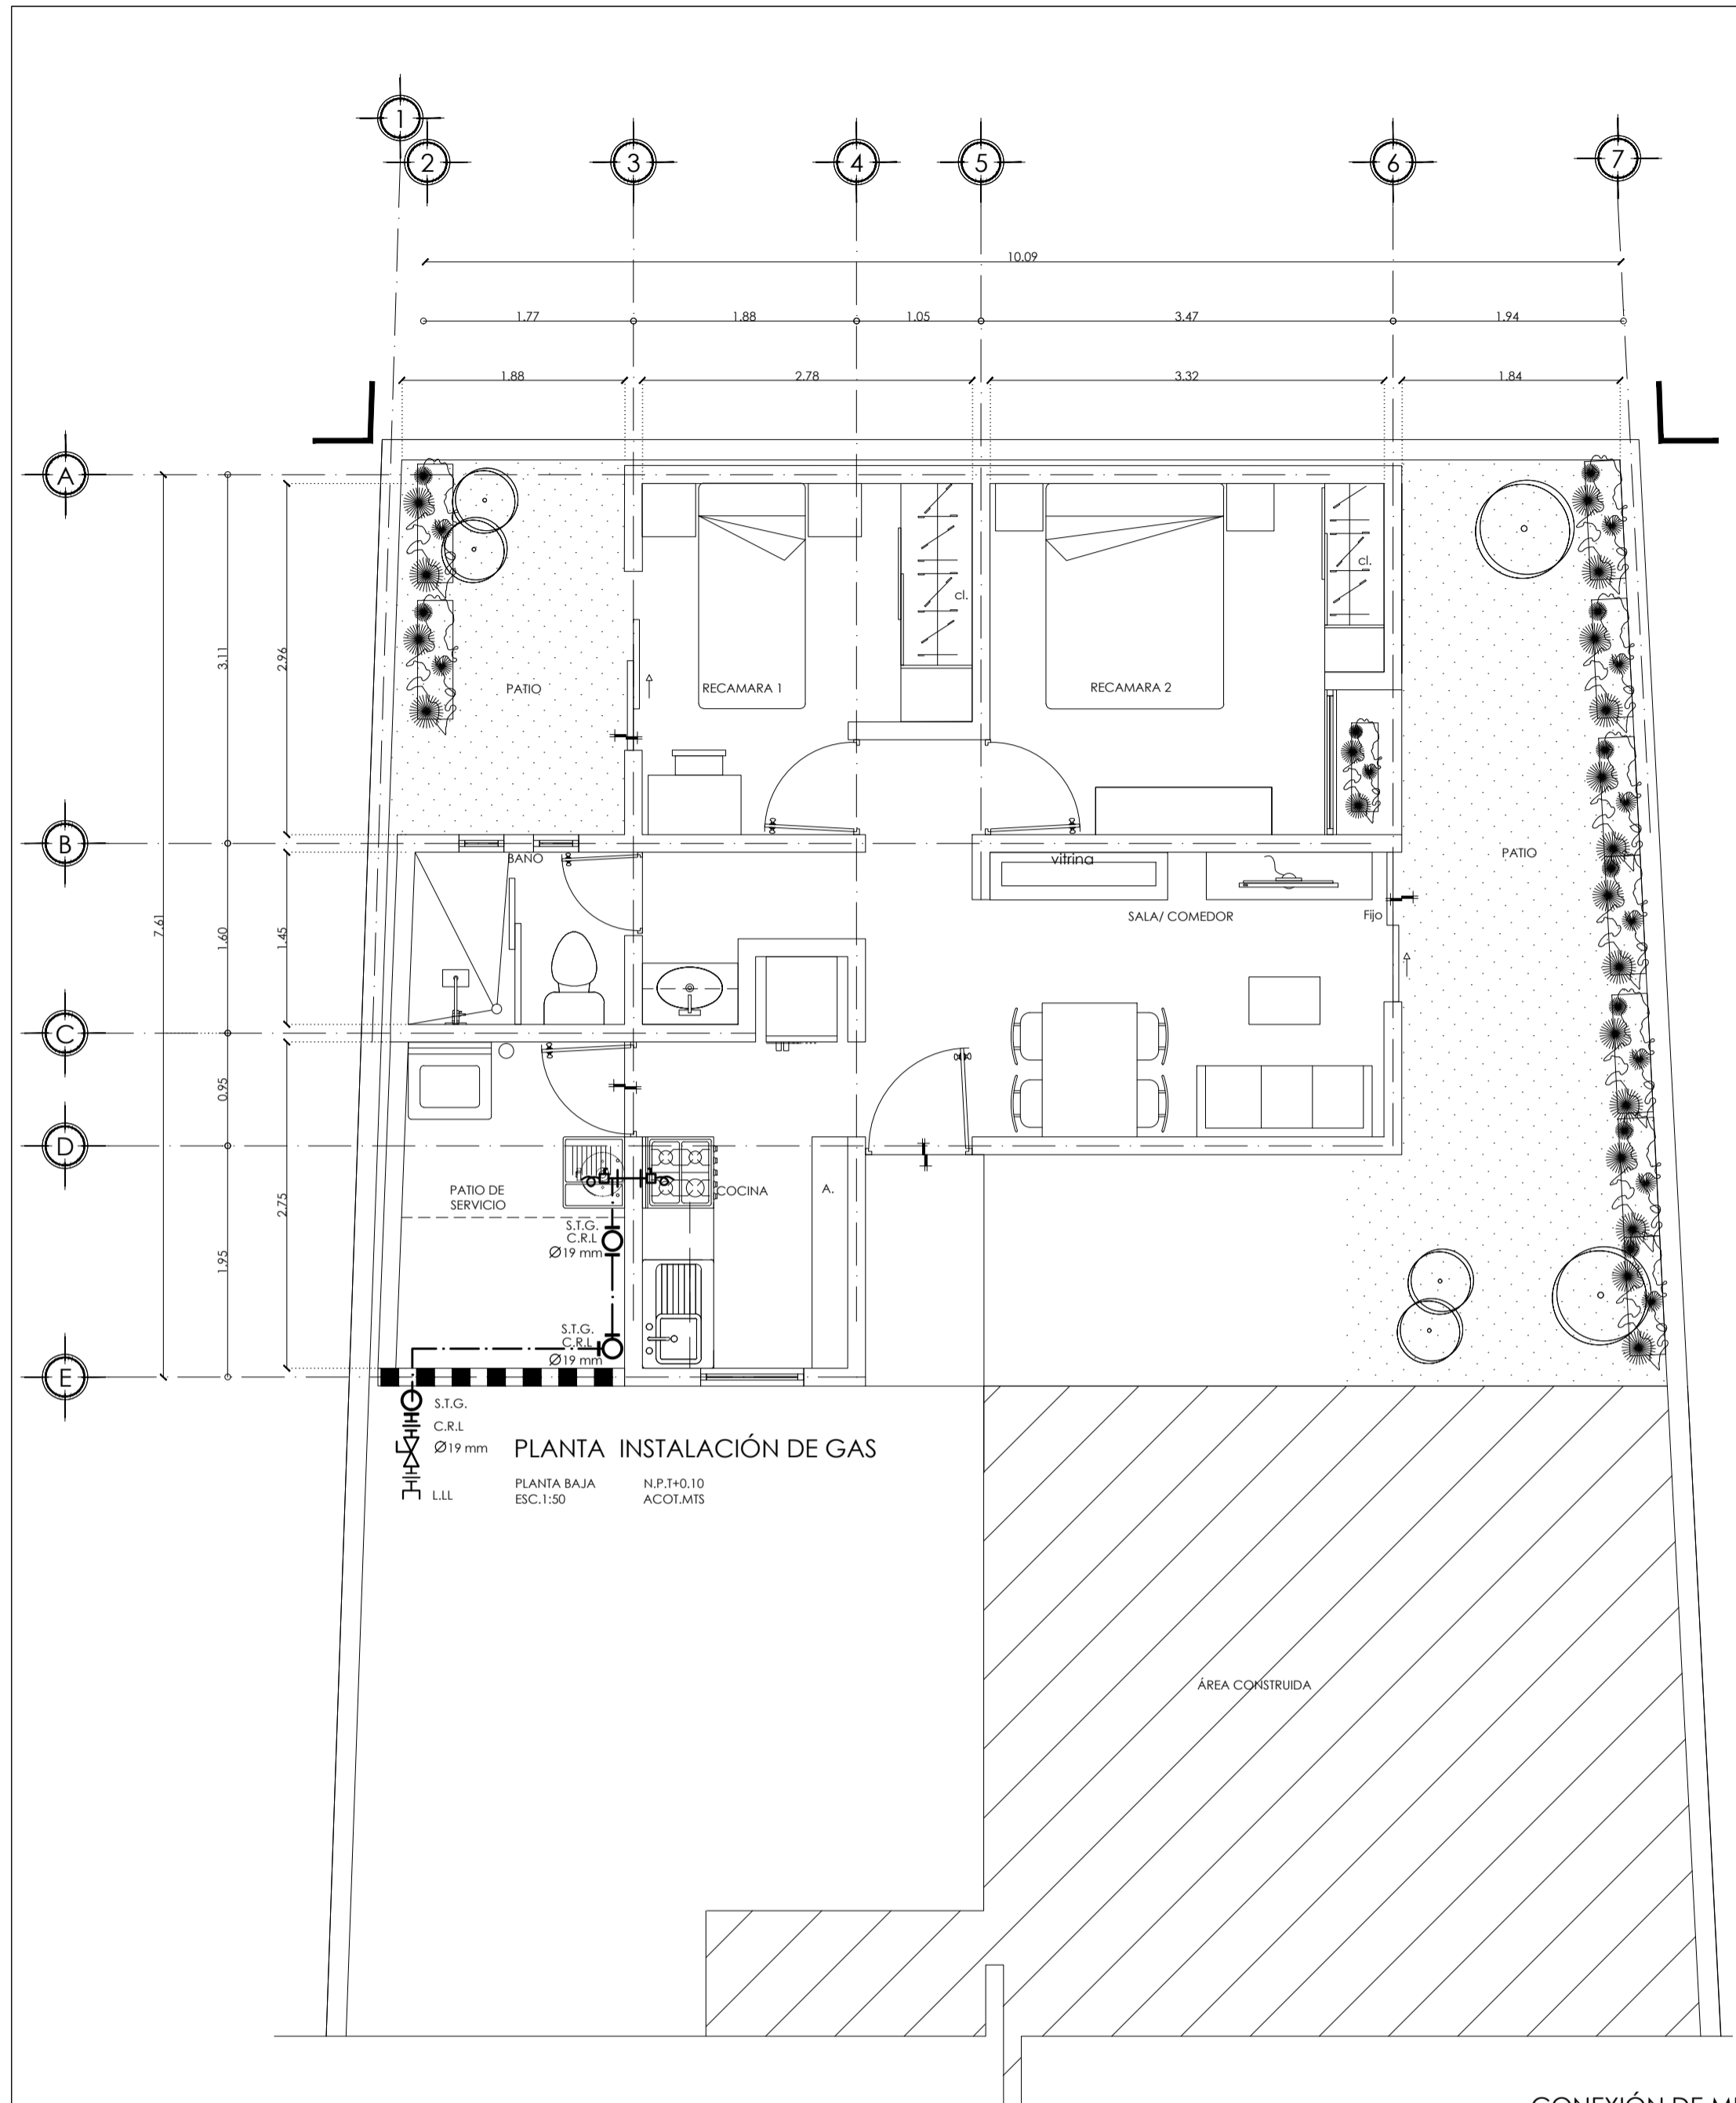 1
2
3
4
5
6
7
10.09
1.77
1.88
1.05
3.47
1.94
1.88
2.78
3.32
1.84
A
B
C
D
E
7.61
3.11
1.60
0.95
1.95
2.96
1.45
2.75
cl.
cl.
PATIO
RECAMARA 1
RECAMARA 2
BAÑO
vitrina
PATIO
SALA/ COMEDOR
Fijo
PATIO DE
SERVICIO
COCINA
A.
S.T.G.
C.R.L
Ø19 mm
S.T.G.
C.R.L
Ø19 mm
S.T.G.
C.R.L
Ø19 mm
L.LL
PLANTA INSTALACIÓN DE GAS
PLANTA BAJA N.P.T+0.10
ESC.1:50 ACOT.MTS
ÁREA CONSTRUIDA